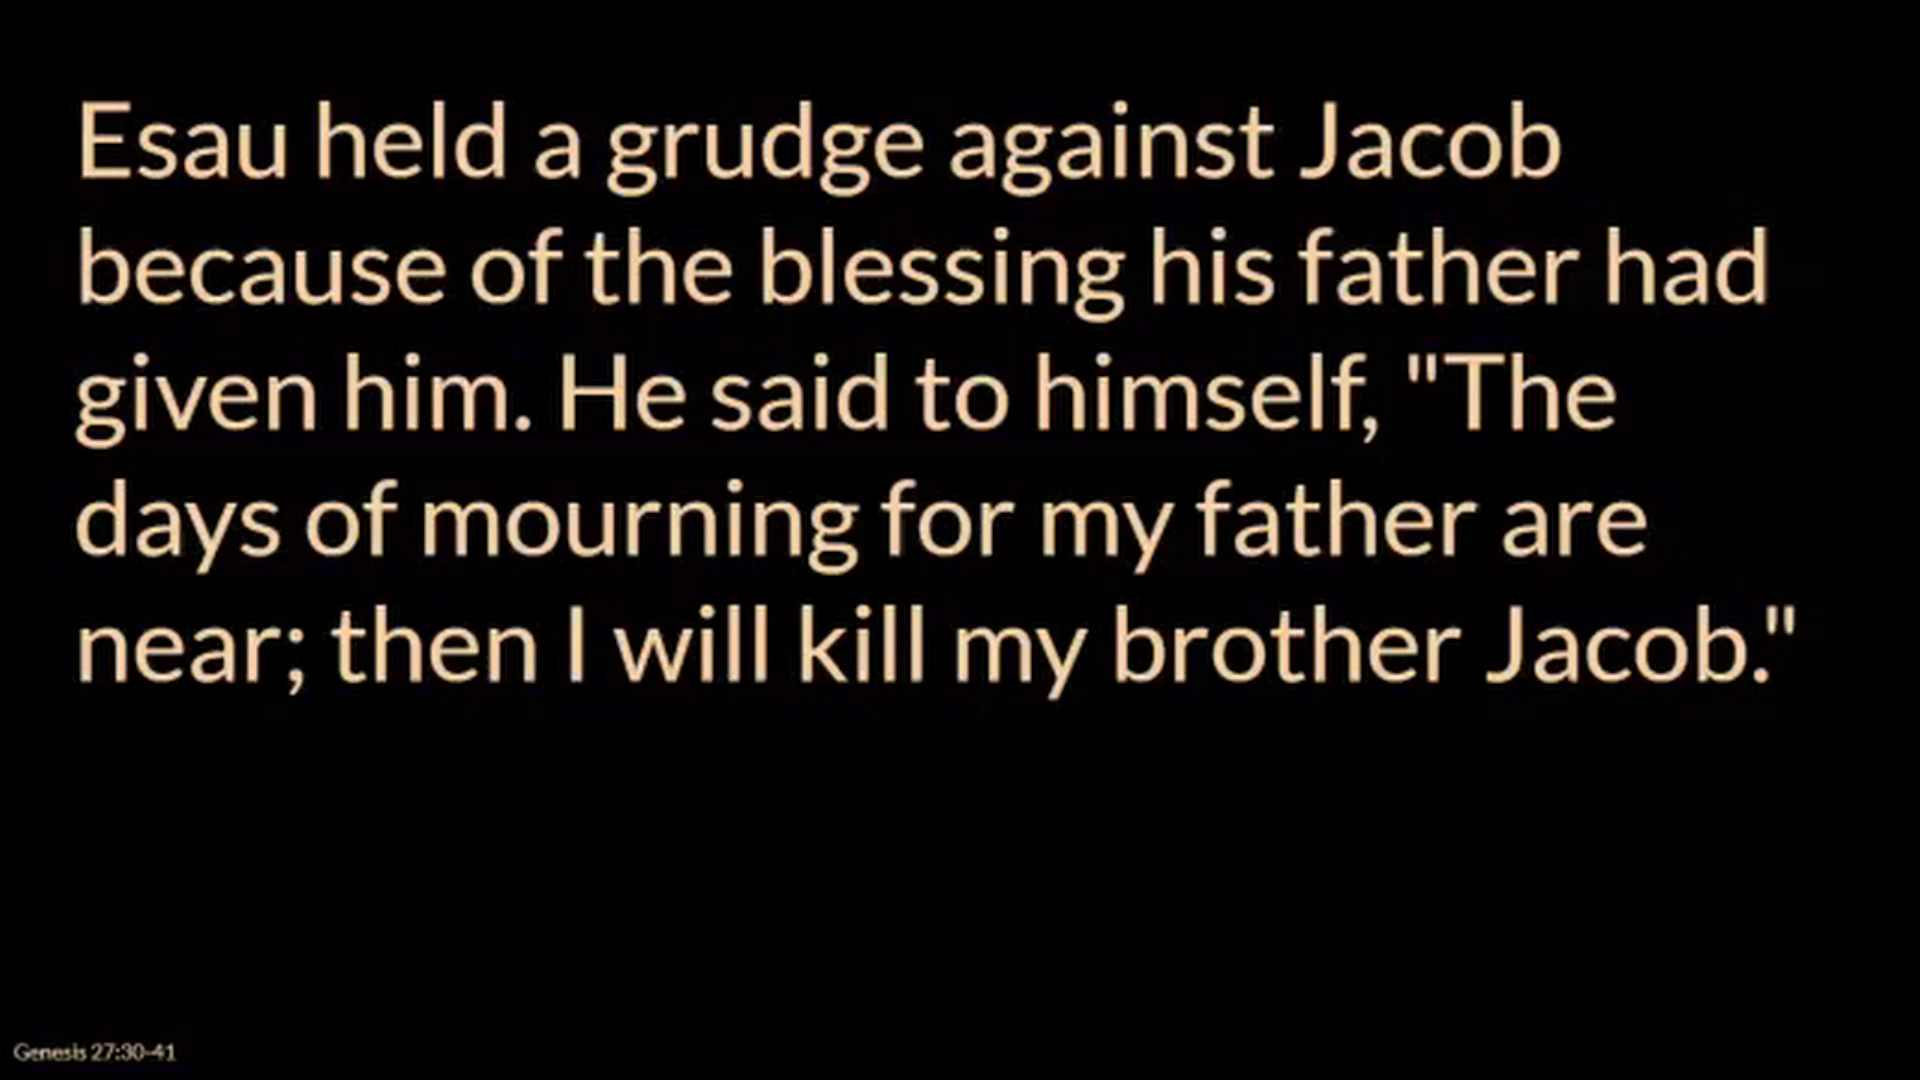 Esau held a grudge against Jacob
because of the blessing his father had
given him. He said to himself, "The
days of mourning for my father are
near; then I will kill my brother Jacob."
Genesis 27:30-41